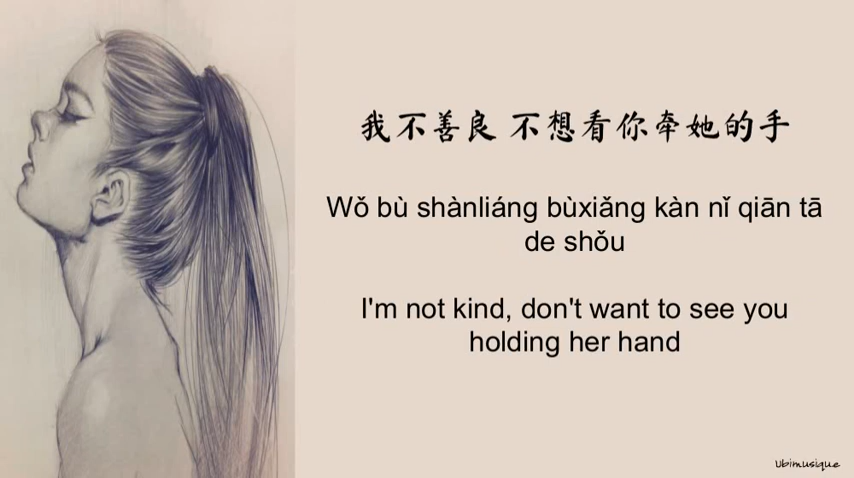 我不善良 不想看你牵她的手
Wǒ bù shànliáng bùxiǎng kàn nǐ qiān tā
de shǒu
I'm not kind, don't want to see you
holding her hand
Ubimusique